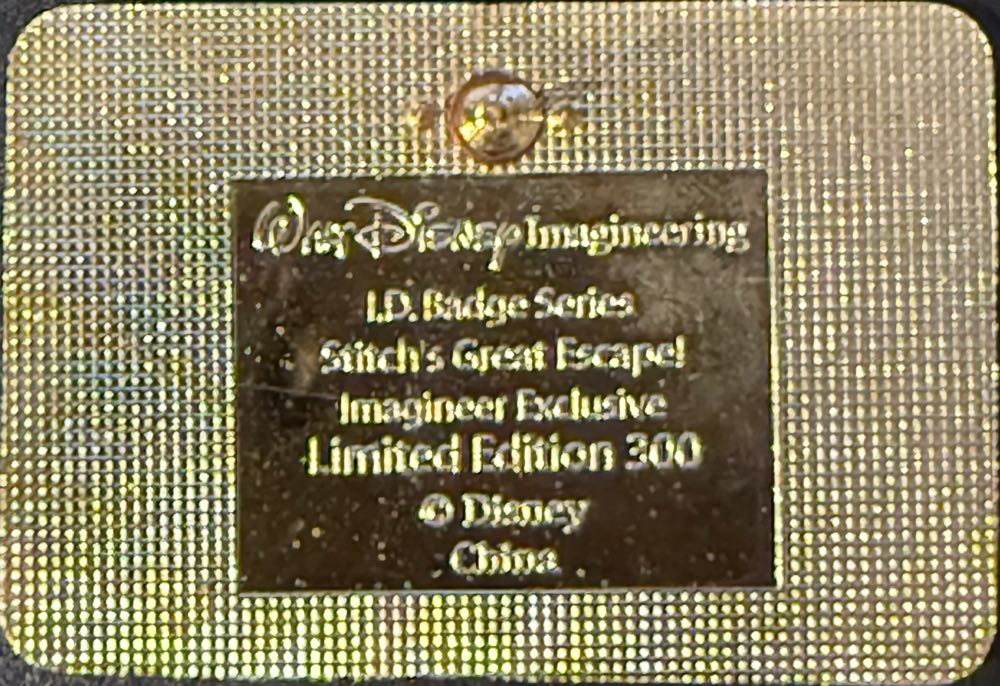 Walt Disney Imagineering
I.D. Badge Series
Stitch's Great Escape!
Imagineer Exclusive
Limited Edition 300
© Disney
China